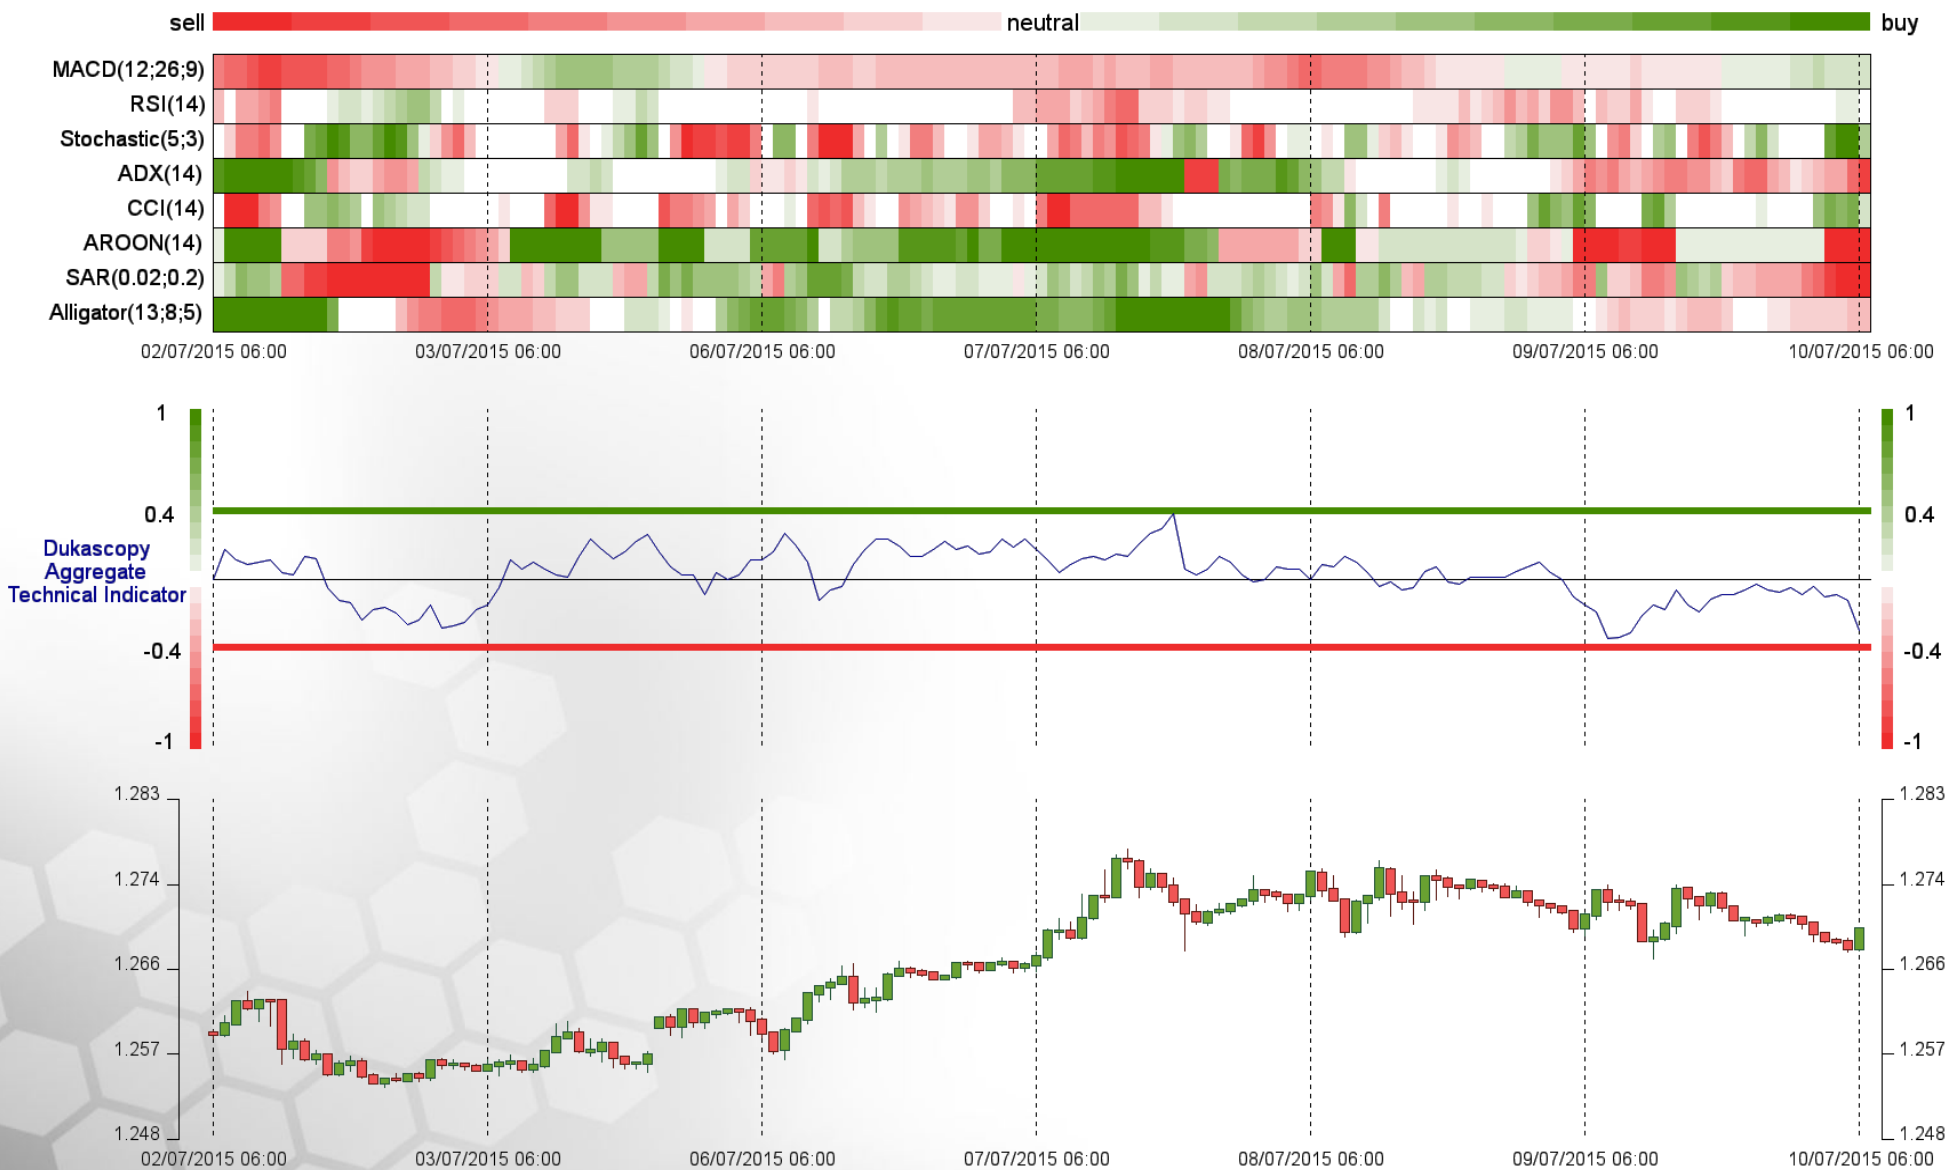 sell neutral buy
MACD(12;26;9)
RSI(14)
Stochastic(5;3)
ADX(14)
CCI(14)
AROON(14)
SAR(0.02;0.2)
Alligator(13;8;5)
02/07/2015 06:00 03/07/2015 06:00 06/07/2015 06:00 07/07/2015 06:00 08/07/2015 06:00 09/07/2015 06:00 10/07/2015 06:00
1 1
0.4 0.4
Dukascopy
Aggregate
Technical Indicator
-0.4 -0.4
-1 -1
1.283 1.283
1.274 1.274
1.266 1.266
1.257 1.257
1.248 1.248
02/07/2015 06:00 03/07/2015 06:00 06/07/2015 06:00 07/07/2015 06:00 08/07/2015 06:00 09/07/2015 06:00 10/07/2015 06:00